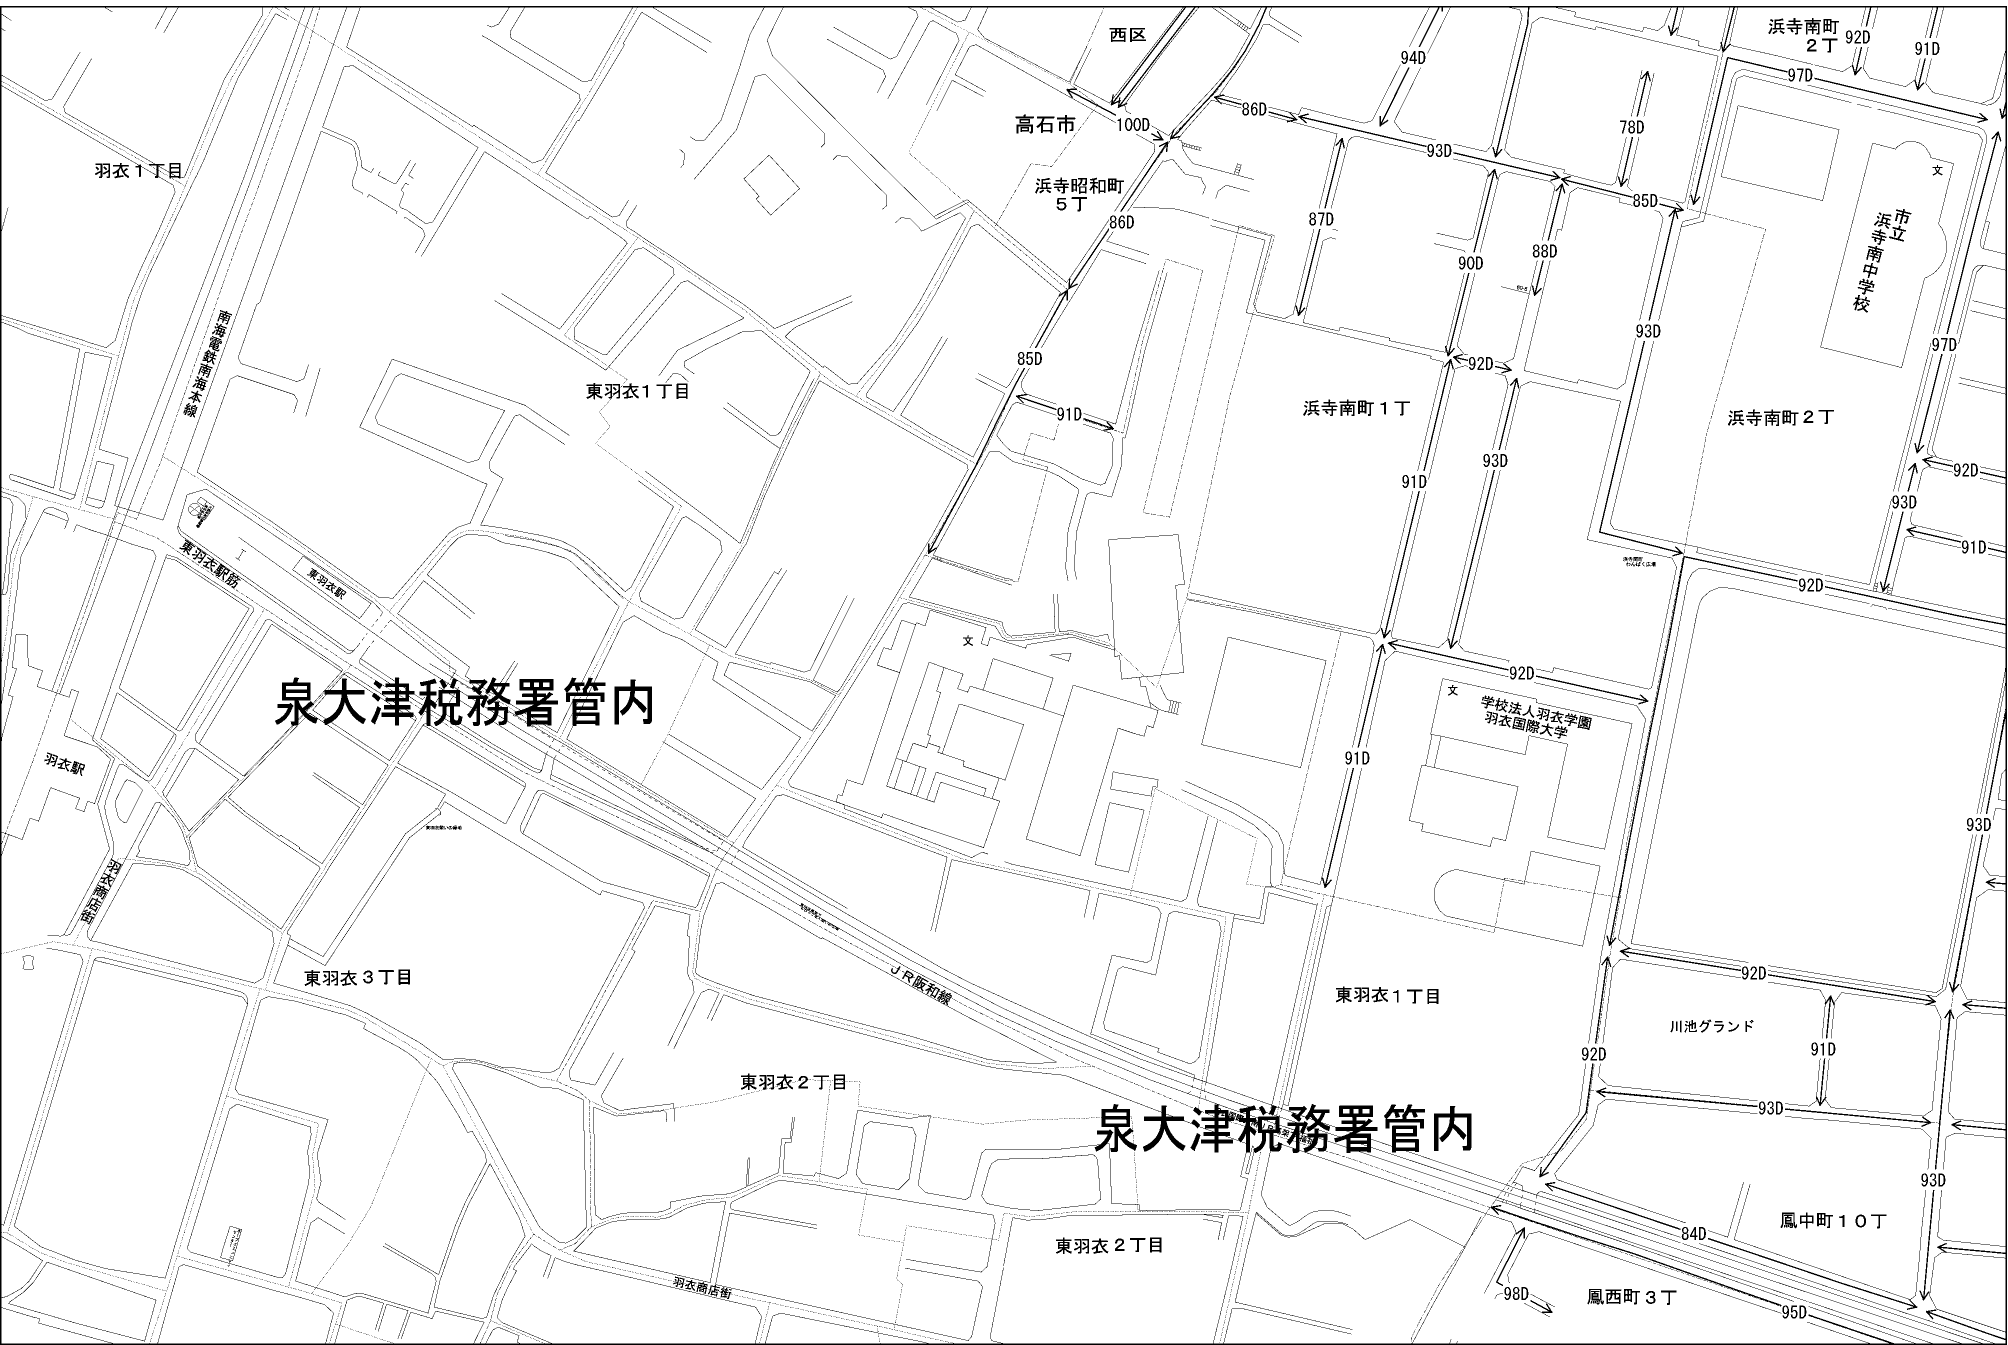 西区
浜寺南町
2丁
92D
91D
94D
97D
86D
100D
高石市
78D
93D
羽衣1丁目
文
浜寺昭和町
5丁
85D
市立
浜寺南中学校
86D
87D
88D
90D
南海電鉄南海本線
93D
97D
85D
92D
東羽衣1丁目
浜寺南町1丁
91D
浜寺南町2丁
93D
92D
91D
93D
東羽衣駅筋
91D
東羽衣駅
92D
文
92D
泉大津税務署管内
文
学校法人羽衣学園
羽衣国際大学
羽衣駅
91D
93D
羽衣商店街
東羽衣3丁目
JR阪和線
92D
東羽衣1丁目
川池グランド
92D
91D
東羽衣2丁目
93D
泉大津税務署管内
93D
鳳中町10丁
84D
東羽衣2丁目
羽衣商店街
98D
鳳西町3丁
95D